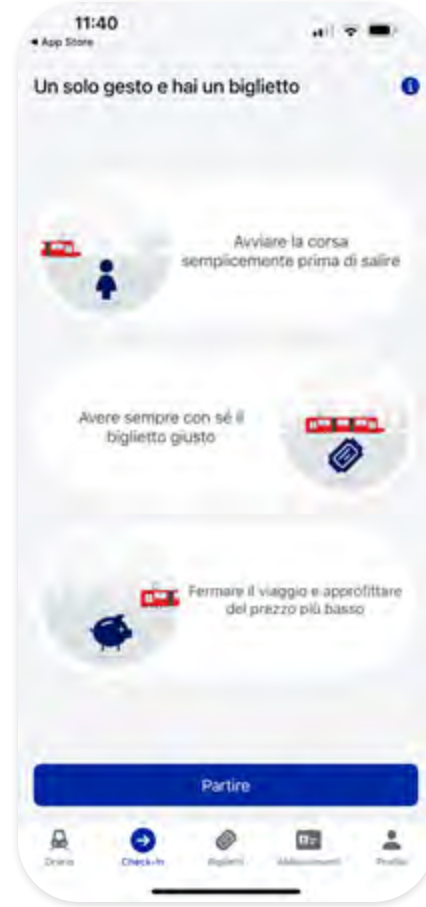 11:40
◀ App Store
Un solo gesto e hai un biglietto
Avviare la corsa
semplicemente prima di salire
Avere sempre con sé il
biglietto giusto
Fermare il viaggio e approfittare
del prezzo più basso
Partire
Orario Check-In Biglietti Abbonamenti Profilo